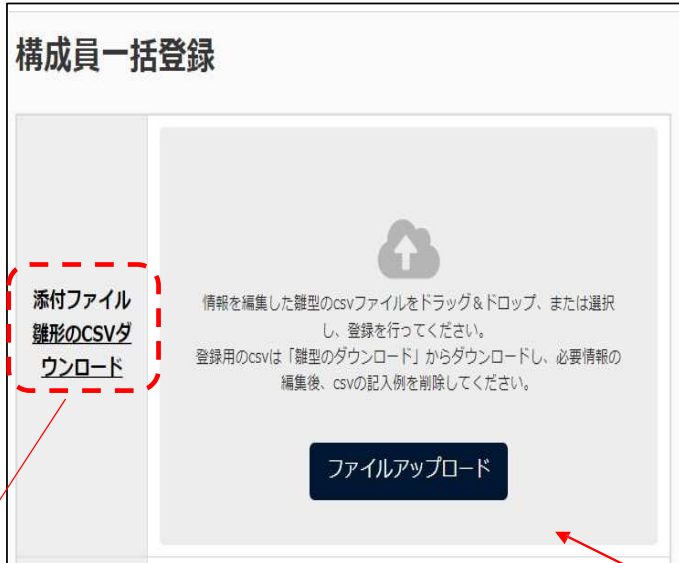 構成員一括登録
添付ファイル
雛形のCSVダ
ウンロード
情報を編集した雛型のcsvファイルをドラッグ＆ドロップ、または選択
し、登録を行ってください。
登録用のcsvは「雛型のダウンロード」からダウンロードし、必要情報の
編集後、csvの記入例を削除してください。
ファイルアップロード